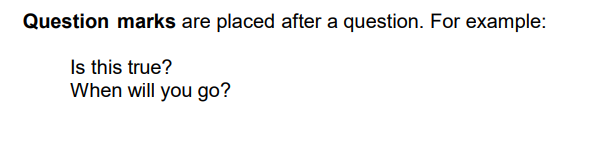 Question marks are placed after a question. For example:
Is this true?
When will you go?